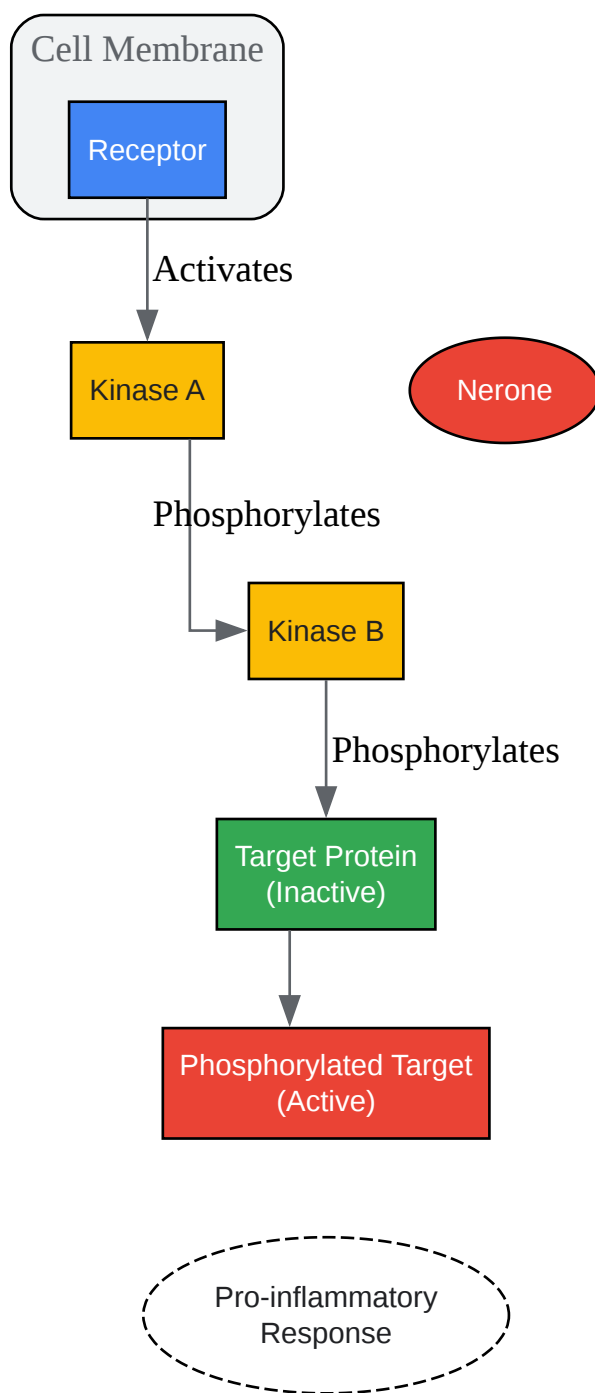 Cell Membrane
Receptor
Activates
Kinase A
Nerone
Phosphorylates
Kinase B
Phosphorylates
Target Protein
(Inactive)
Phosphorylated Target
(Active)
Pro-inflammatory
Response